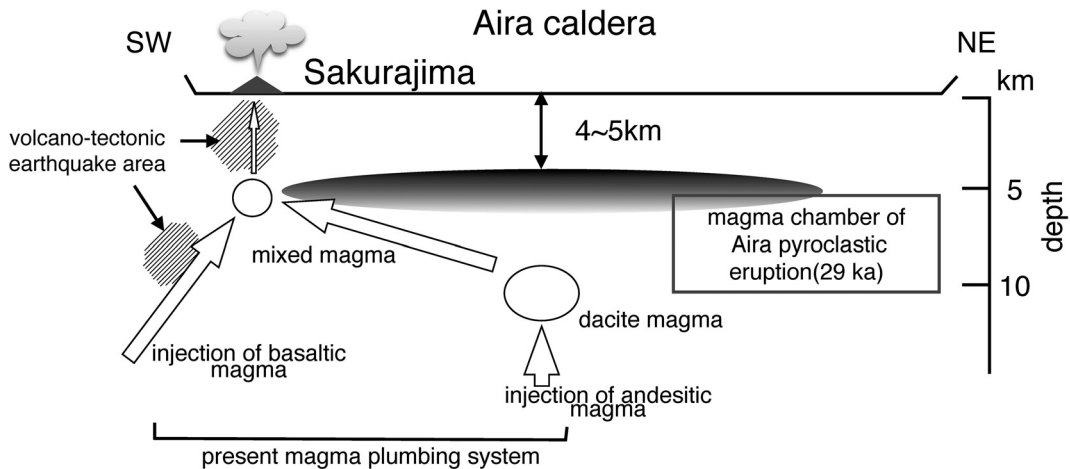 Aira caldera
SW
NE
Sakurajima
km
volcano-tectonic
earthquake area
4~5km
5
depth
magma chamber of
Aira pyroclastic
eruption(29 ka)
mixed magma
10
dacite magma
injection of basaltic
magma
injection of andesitic
magma
present magma plumbing system